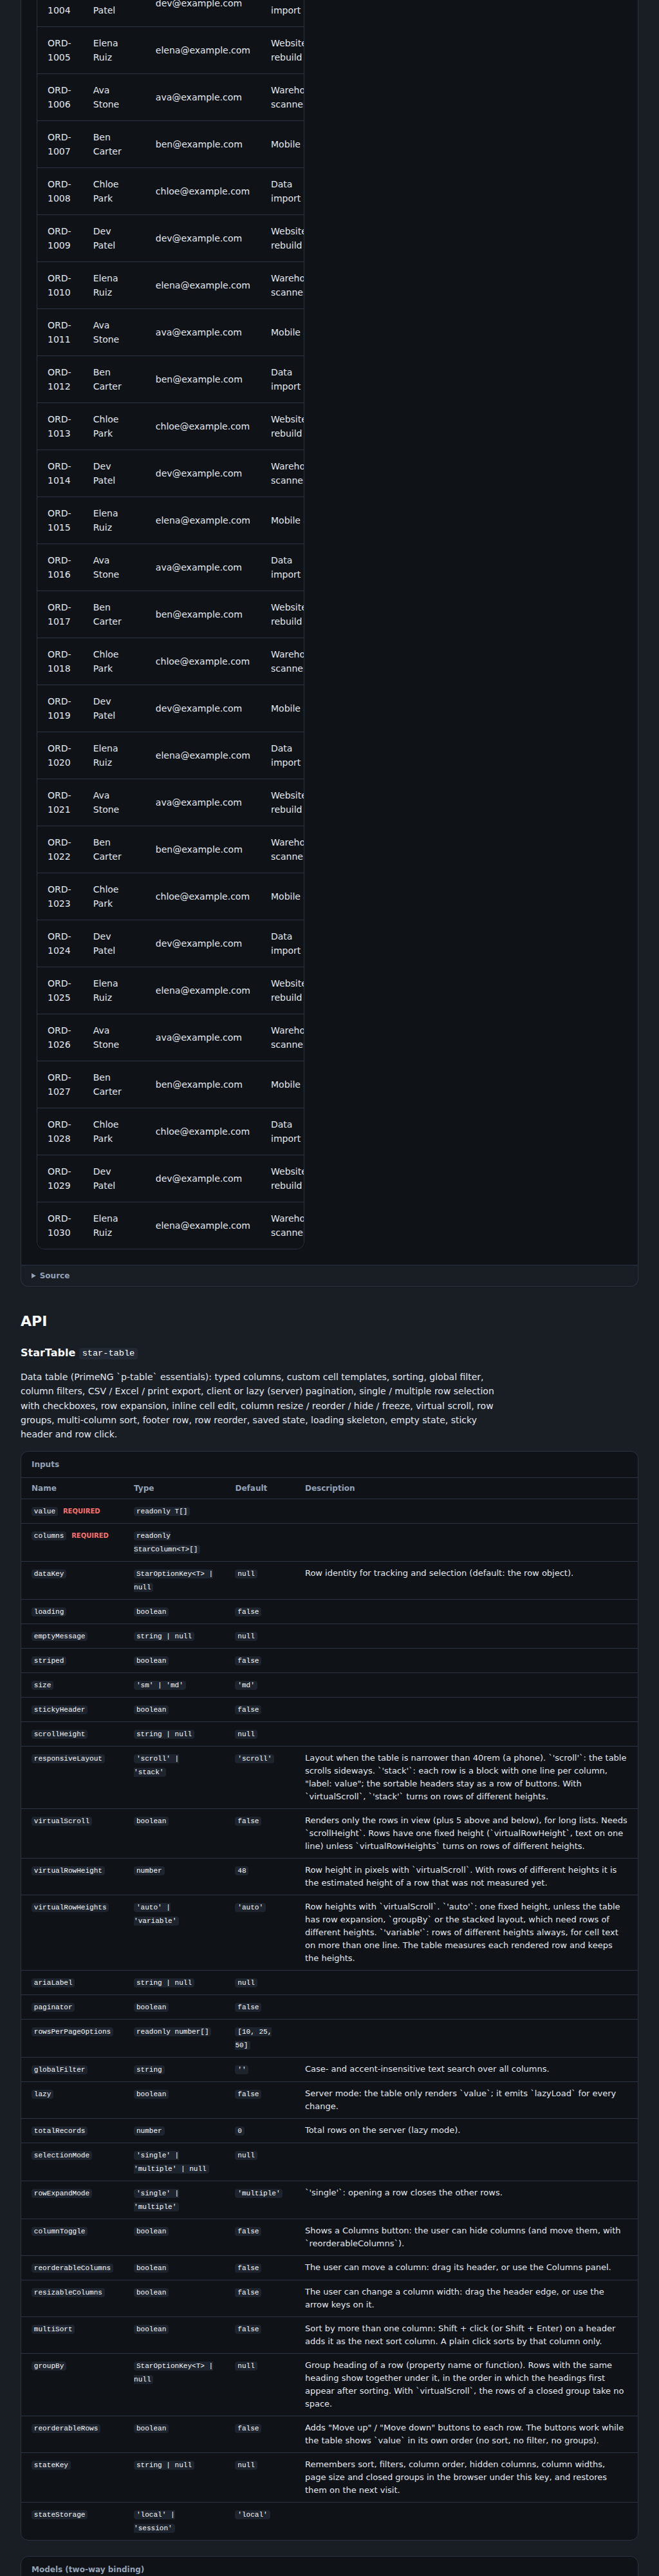 dev@example.com
1004 Patel import
ORD- Elena elena@example.com Website
1005 Ruiz rebuild
ORD- Ava ava@example.com Wareho
1006 Stone scanne
ORD- Ben ben@example.com Mobile
1007 Carter
ORD- Chloe chloe@example.com Data
1008 Park import
ORD- Dev dev@example.com Website
1009 Patel rebuild
ORD- Elena elena@example.com Wareho
1010 Ruiz scanne
ORD- Ava ava@example.com Mobile
1011 Stone
ORD- Ben ben@example.com Data
1012 Carter import
ORD- Chloe chloe@example.com Website
1013 Park rebuild
ORD- Dev dev@example.com Wareho
1014 Patel scanne
ORD- Elena elena@example.com Mobile
1015 Ruiz
ORD- Ava ava@example.com Data
1016 Stone import
ORD- Ben ben@example.com Website
1017 Carter rebuild
ORD- Chloe chloe@example.com Wareho
1018 Park scanne
ORD- Dev dev@example.com Mobile
1019 Patel
ORD- Elena elena@example.com Data
1020 Ruiz import
ORD- Ava ava@example.com Website
1021 Stone rebuild
ORD- Ben ben@example.com Wareho
1022 Carter scanne
ORD- Chloe chloe@example.com Mobile
1023 Park
ORD- Dev dev@example.com Data
1024 Patel import
ORD- Elena elena@example.com Website
1025 Ruiz rebuild
ORD- Ava ava@example.com Wareho
1026 Stone scanne
ORD- Ben ben@example.com Mobile
1027 Carter
ORD- Chloe chloe@example.com Data
1028 Park import
ORD- Dev dev@example.com Website
1029 Patel rebuild
ORD- Elena elena@example.com Wareho
1030 Ruiz scanne
▶ Source
API
StarTable star-table
Data table (PrimeNG `p-table` essentials): typed columns, custom cell templates, sorting, global filter,
column filters, CSV / Excel / print export, client or lazy (server) pagination, single / multiple row selection
with checkboxes, row expansion, inline cell edit, column resize / reorder / hide / freeze, virtual scroll, row
groups, multi-column sort, footer row, row reorder, saved state, loading skeleton, empty state, sticky
header and row click.
Inputs
Name Type Default Description
value REQUIRED readonly T[]
columns REQUIRED readonly
StarColumn<T>[]
dataKey StarOptionKey<T> | null Row identity for tracking and selection (default: the row object).
null
loading boolean false
emptyMessage string | null null
striped boolean false
size 'sm' | 'md' 'md'
stickyHeader boolean false
scrollHeight string | null null
responsiveLayout 'scroll' | 'scroll' Layout when the table is narrower than 40rem (a phone). `'scroll'`: the table
'stack' scrolls sideways. `'stack'`: each row is a block with one line per column,
"label: value"; the sortable headers stay as a row of buttons. With
`virtualScroll`, `'stack'` turns on rows of different heights.
virtualScroll boolean false Renders only the rows in view (plus 5 above and below), for long lists. Needs
`scrollHeight`. Rows have one fixed height (`virtualRowHeight`, text on one
line) unless `virtualRowHeights` turns on rows of different heights.
virtualRowHeight number 48 Row height in pixels with `virtualScroll`. With rows of different heights it is
the estimated height of a row that was not measured yet.
virtualRowHeights 'auto' | 'auto' Row heights with `virtualScroll`. `'auto'`: one fixed height, unless the table
'variable' has row expansion, `groupBy` or the stacked layout, which need rows of
different heights. `'variable'`: rows of different heights always, for cell text
on more than one line. The table measures each rendered row and keeps
the heights.
ariaLabel string | null null
paginator boolean false
rowsPerPageOptions readonly number[] [10, 25,
50]
globalFilter string '' Case- and accent-insensitive text search over all columns.
lazy boolean false Server mode: the table only renders `value`; it emits `lazyLoad` for every
change.
totalRecords number 0 Total rows on the server (lazy mode).
selectionMode 'single' | null
'multiple' | null
rowExpandMode 'single' | 'multiple' `'single'`: opening a row closes the other rows.
'multiple'
columnToggle boolean false Shows a Columns button: the user can hide columns (and move them, with
`reorderableColumns`).
reorderableColumns boolean false The user can move a column: drag its header, or use the Columns panel.
resizableColumns boolean false The user can change a column width: drag the header edge, or use the
arrow keys on it.
multiSort boolean false Sort by more than one column: Shift + click (or Shift + Enter) on a header
adds it as the next sort column. A plain click sorts by that column only.
groupBy StarOptionKey<T> | null Group heading of a row (property name or function). Rows with the same
null heading show together under it, in the order in which the headings first
appear after sorting. With `virtualScroll`, the rows of a closed group take no
space.
reorderableRows boolean false Adds "Move up" / "Move down" buttons to each row. The buttons work while
the table shows `value` in its own order (no sort, no filter, no groups).
stateKey string | null null Remembers sort, filters, column order, hidden columns, column widths,
page size and closed groups in the browser under this key, and restores
them on the next visit.
stateStorage 'local' | 'local'
'session'
Models (two-way binding)